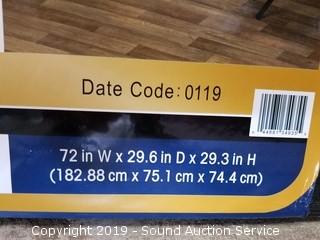 Date Code: 0119
72 in W x 29.6 in D x 29.3 in H
(182.88 cm x 75.1 cm x 74.4 cm)
Copyright 2019 - Sound Auction Service